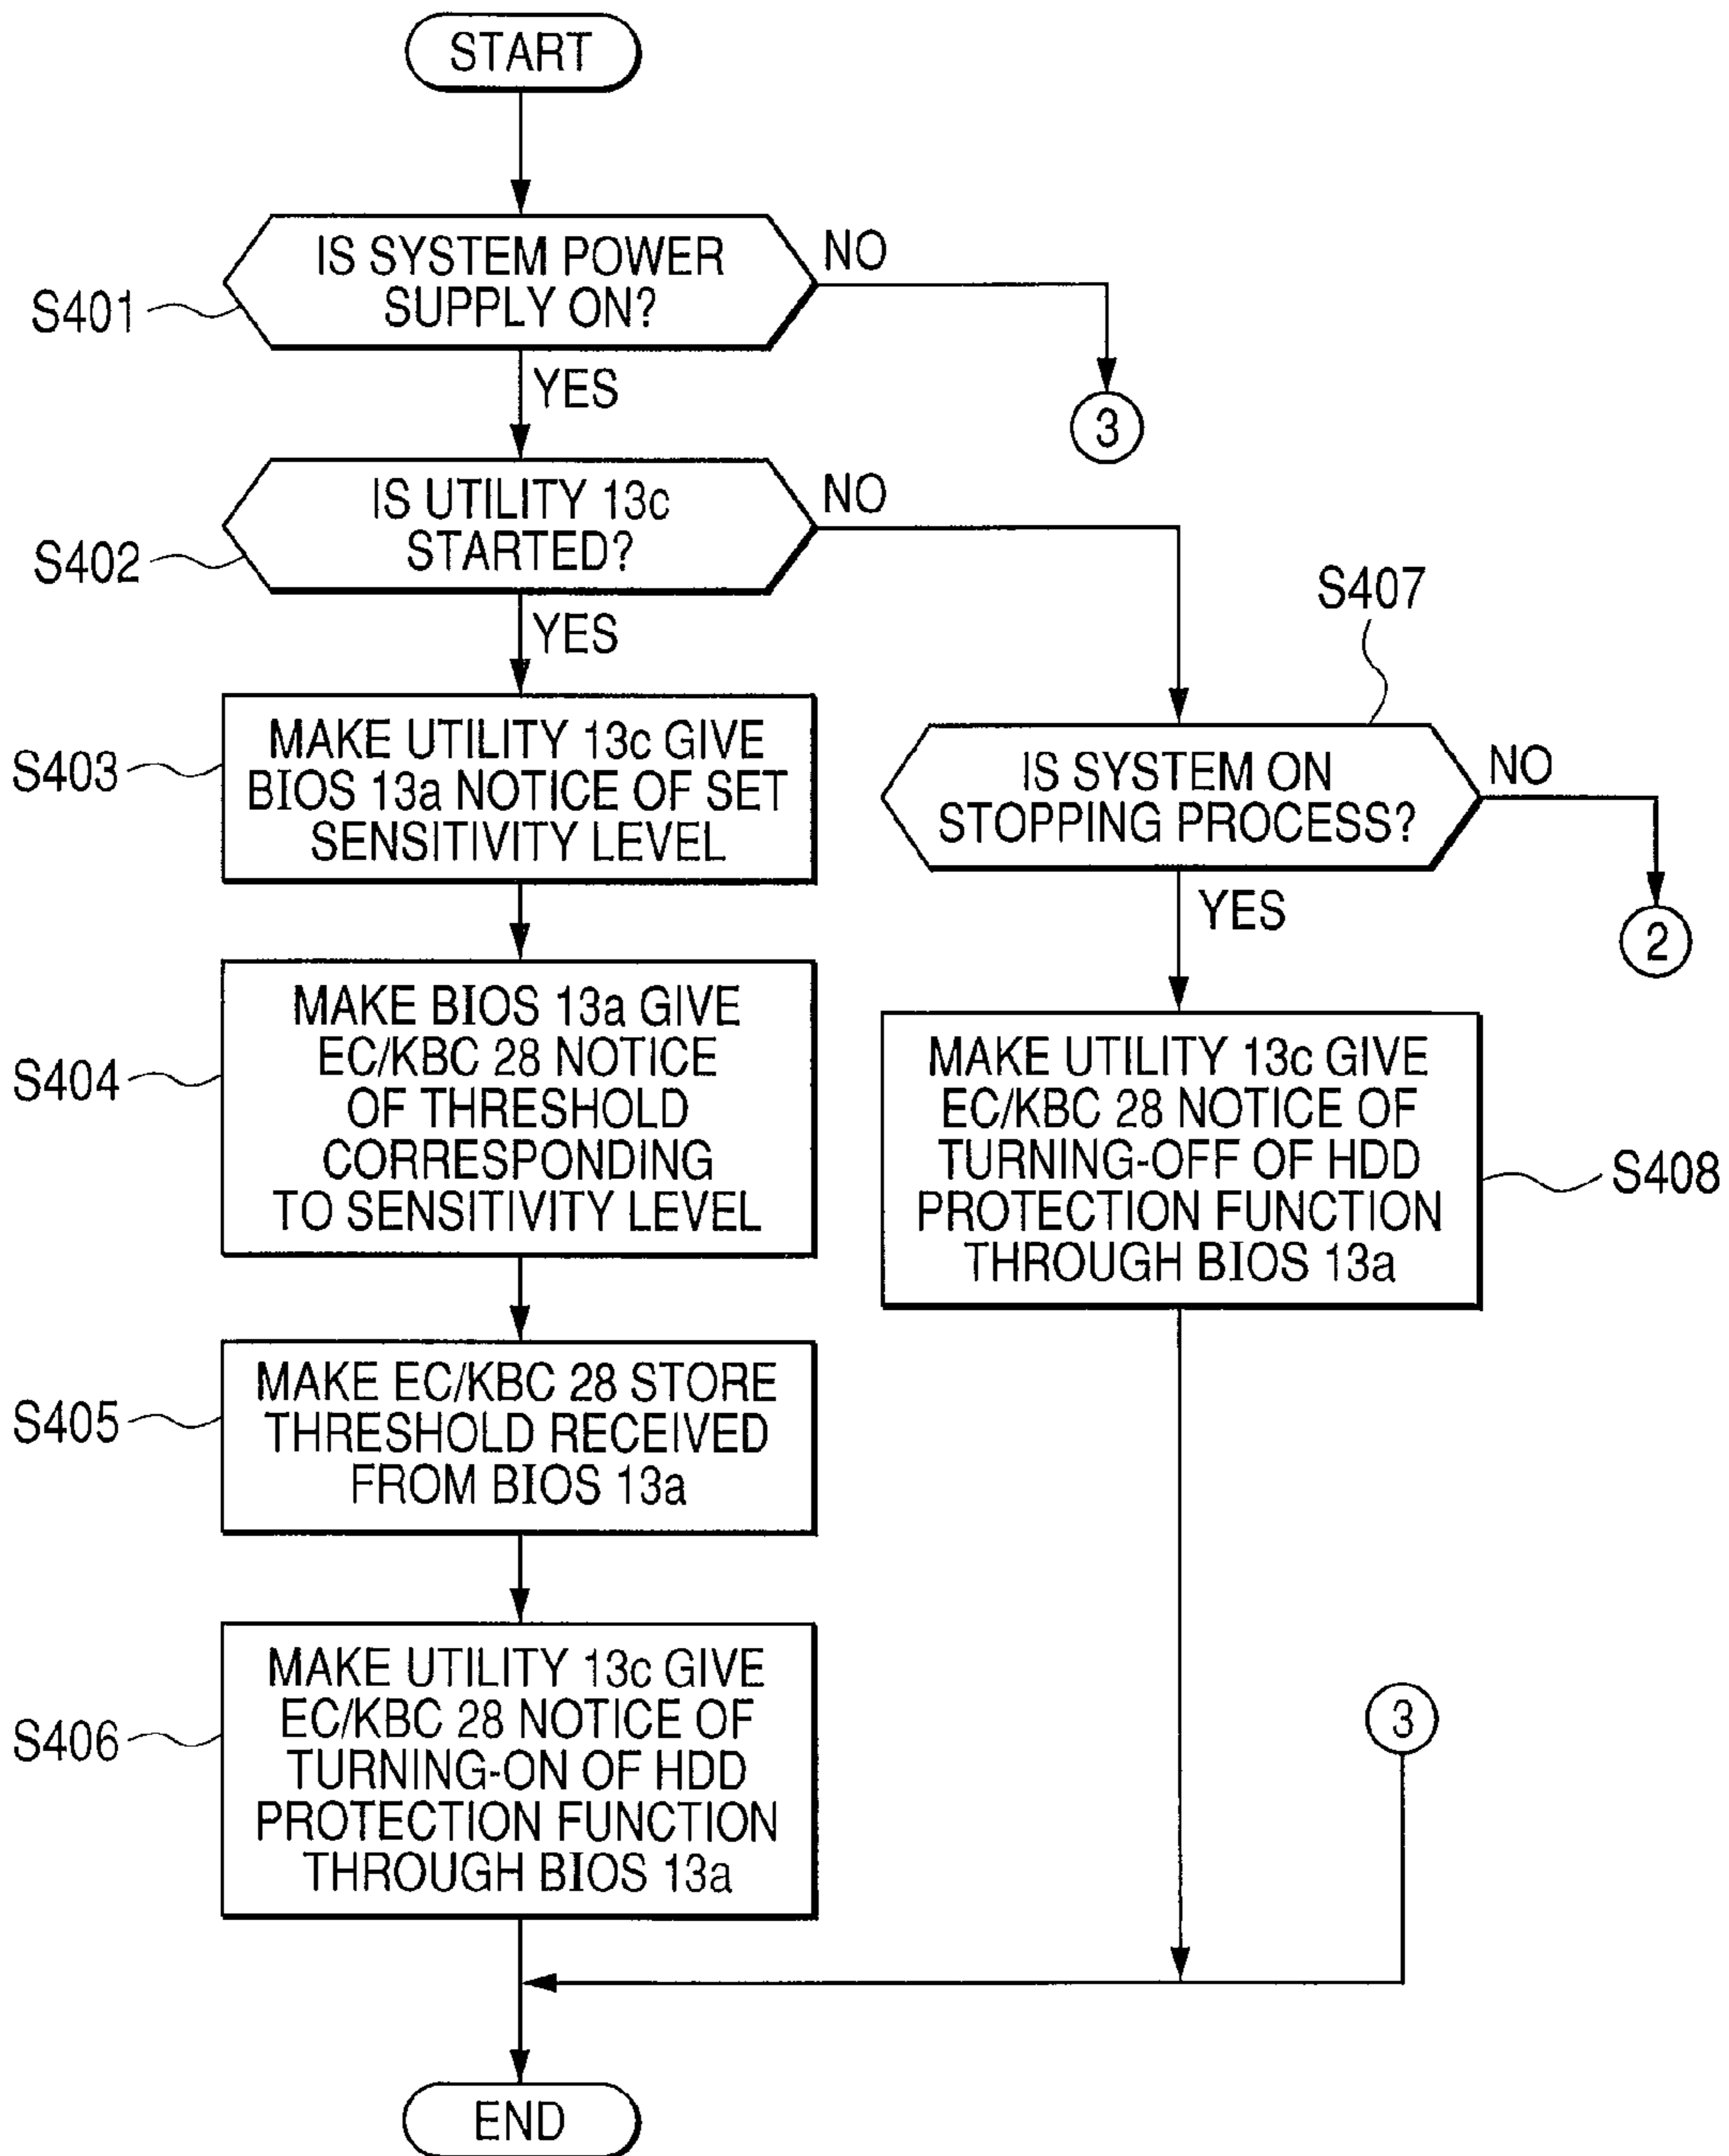 START
IS SYSTEM POWER
SUPPLY ON?
NO
S401
YES
3
IS UTILITY 13c
STARTED?
NO
S402
YES
S407
MAKE UTILITY 13c GIVE
BIOS 13a NOTICE OF SET
SENSITIVITY LEVEL
S403
IS SYSTEM ON
STOPPING PROCESS?
NO
YES
2
MAKE BIOS 13a GIVE
EC/KBC 28 NOTICE
OF THRESHOLD
CORRESPONDING
TO SENSITIVITY LEVEL
S404
MAKE UTILITY 13c GIVE
EC/KBC 28 NOTICE OF
TURNING-OFF OF HDD
PROTECTION FUNCTION
THROUGH BIOS 13a
S408
MAKE EC/KBC 28 STORE
THRESHOLD RECEIVED
FROM BIOS 13a
S405
MAKE UTILITY 13c GIVE
EC/KBC 28 NOTICE OF
TURNING-ON OF HDD
PROTECTION FUNCTION
THROUGH BIOS 13a
S406
3
END